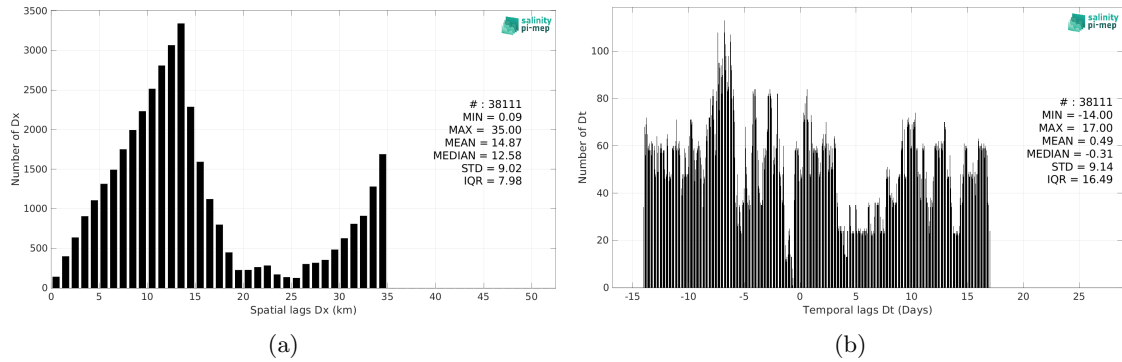 3500
3000
2500
2000
1500
1000
500
0
Number of Dx
0 5 10 15 20 25 30 35 40 45 50
Spatial lags Dx (km)
salinity
pi-mep
# : 38111
MIN = 0.09
MAX = 35.00
MEAN = 14.87
MEDIAN = 12.58
STD = 9.02
IQR = 7.98
(a)
100
80
60
40
20
0
Number of Dt
-15 -10 -5 0 5 10 15 20 25
Temporal lags Dt (Days)
salinity
pi-mep
# : 38111
MIN = -14.00
MAX = 17.00
MEAN = 0.49
MEDIAN = -0.31
STD = 9.14
IQR = 16.49
(b)